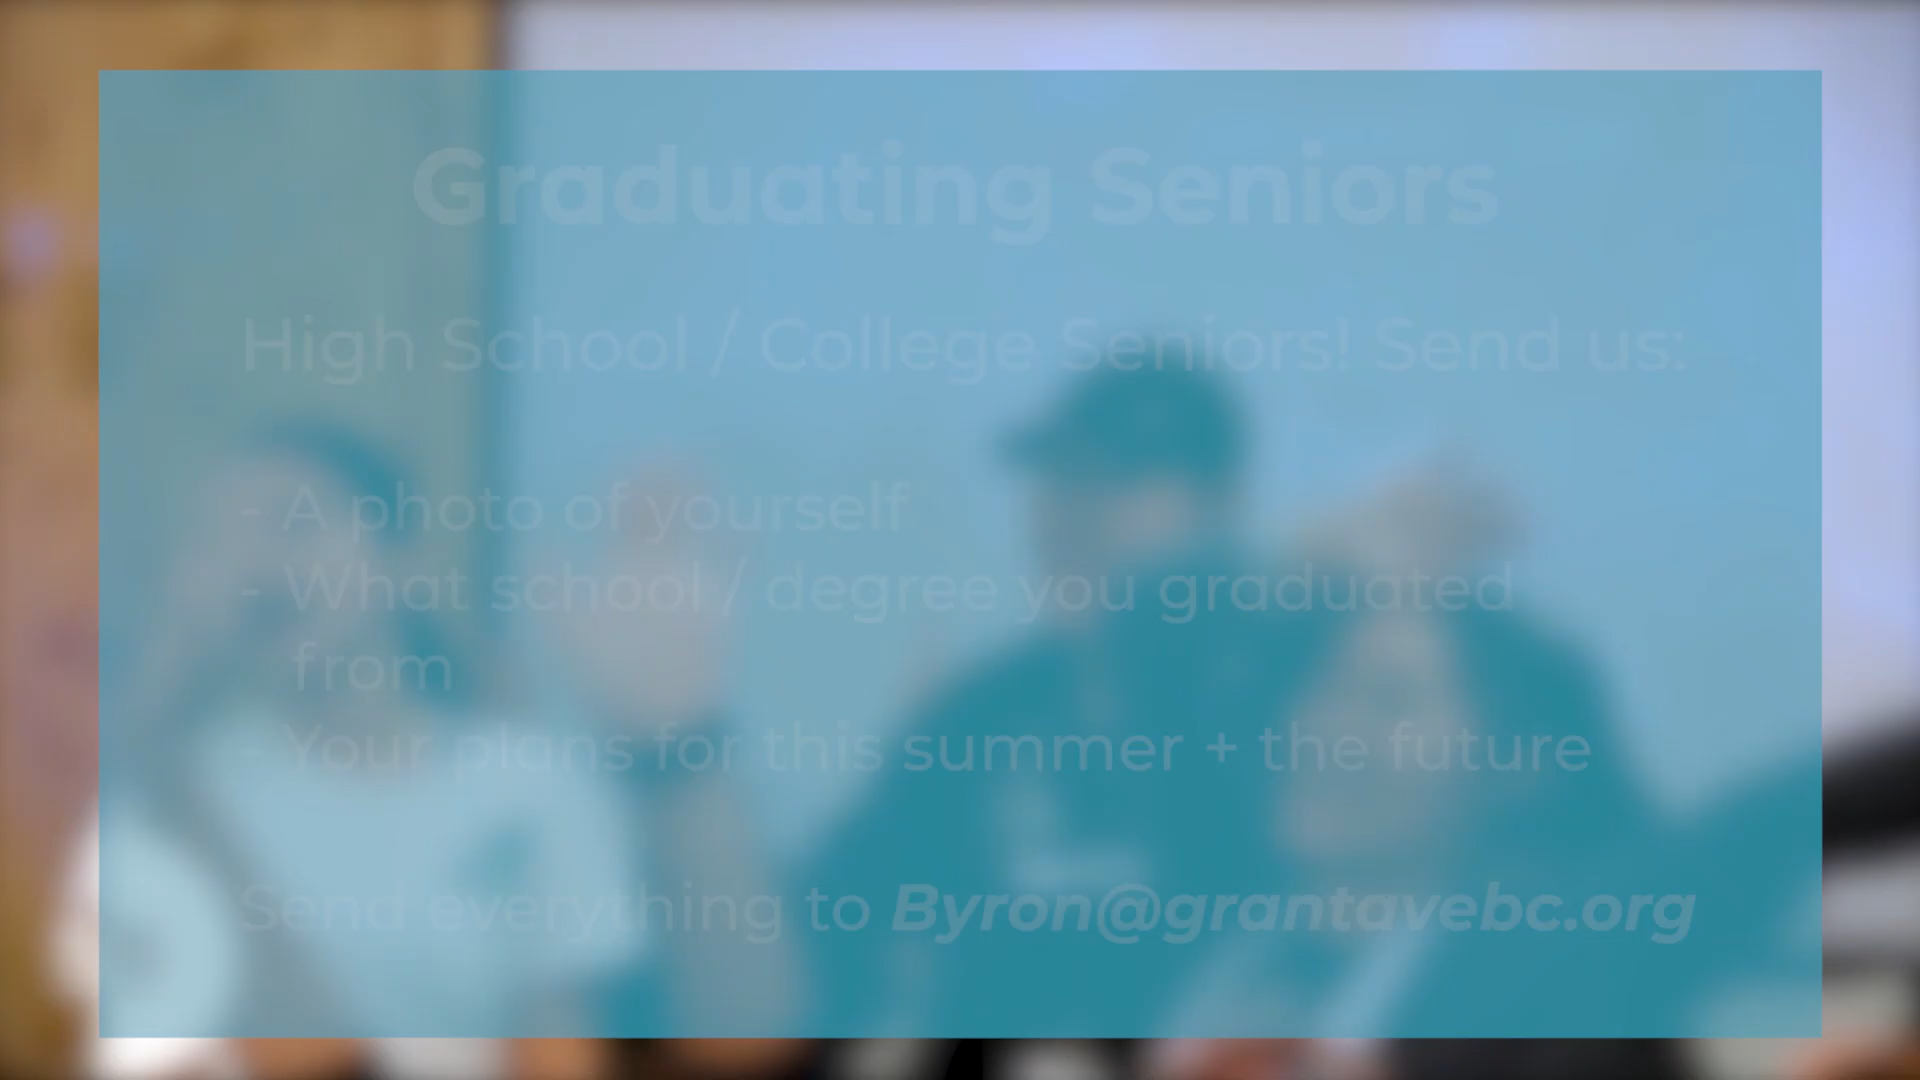 Graduating Seniors
High School / College Seniors! Send us:
- A photo of yourself
- What school / degree you graduated
from
- Your plans for this summer + the future
Send everything to Byron@grantavebc.org